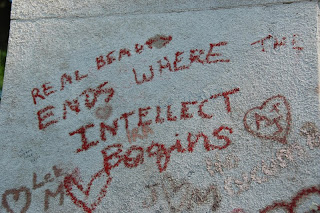 REAL BEAUTY
ENDS WHERE THE
INTELLECT
Begins